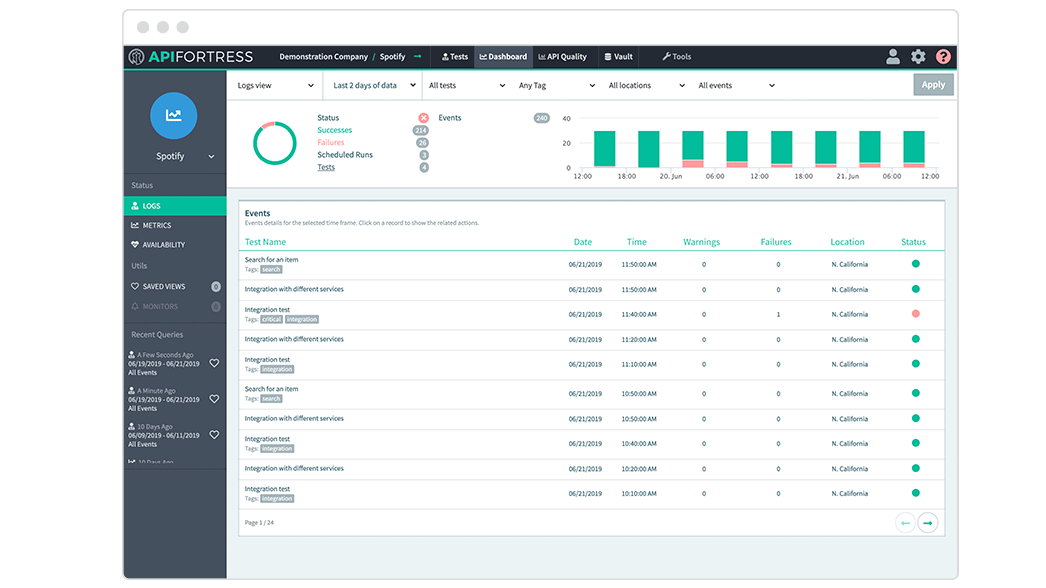 APIFORTRESS
Demonstration Company / Spotify
Tests
Dashboard
API Quality
Vault
Tools
?
Logs view
Last 2 days of data
All tests
Any Tag
All locations
All events
Apply
Spotify
Status
LOGS
METRICS
AVAILABILITY
Utils
SAVED VIEWS 0
MONITORS 0
Recent Queries
A Few Seconds Ago
06/19/2019 - 06/21/2019
All Events
A Minute Ago
06/19/2019 - 06/21/2019
All Events
10 Days Ago
06/09/2019 - 06/11/2019
All Events
10 Days Ago
Status
Successes 214
Failures 26
Scheduled Runs 3
Tests 4
Events 240
40
20
0
12:00 18:00 20. Jun 06:00 12:00 18:00 21. Jun 06:00 12:00
Events
Events details for the selected time frame. Click on a record to show the related actions.
Test Name Date Time Warnings Failures Location Status
Search for an item
Tags: search
06/21/2019 11:50:00 AM 0 0 N. California
Integration with different services 06/21/2019 11:50:00 AM 0 0 N. California
Integration test
Tags: critical integration
06/21/2019 11:40:00 AM 0 1 N. California
Integration with different services 06/21/2019 11:20:00 AM 0 0 N. California
Integration test
Tags: integration
06/21/2019 11:10:00 AM 0 0 N. California
Search for an item
Tags: search
06/21/2019 10:50:00 AM 0 0 N. California
Integration with different services 06/21/2019 10:50:00 AM 0 0 N. California
Integration test
Tags: integration
06/21/2019 10:40:00 AM 0 0 N. California
Integration with different services 06/21/2019 10:20:00 AM 0 0 N. California
Integration test
Tags: integration
06/21/2019 10:10:00 AM 0 0 N. California
Page 1 / 24